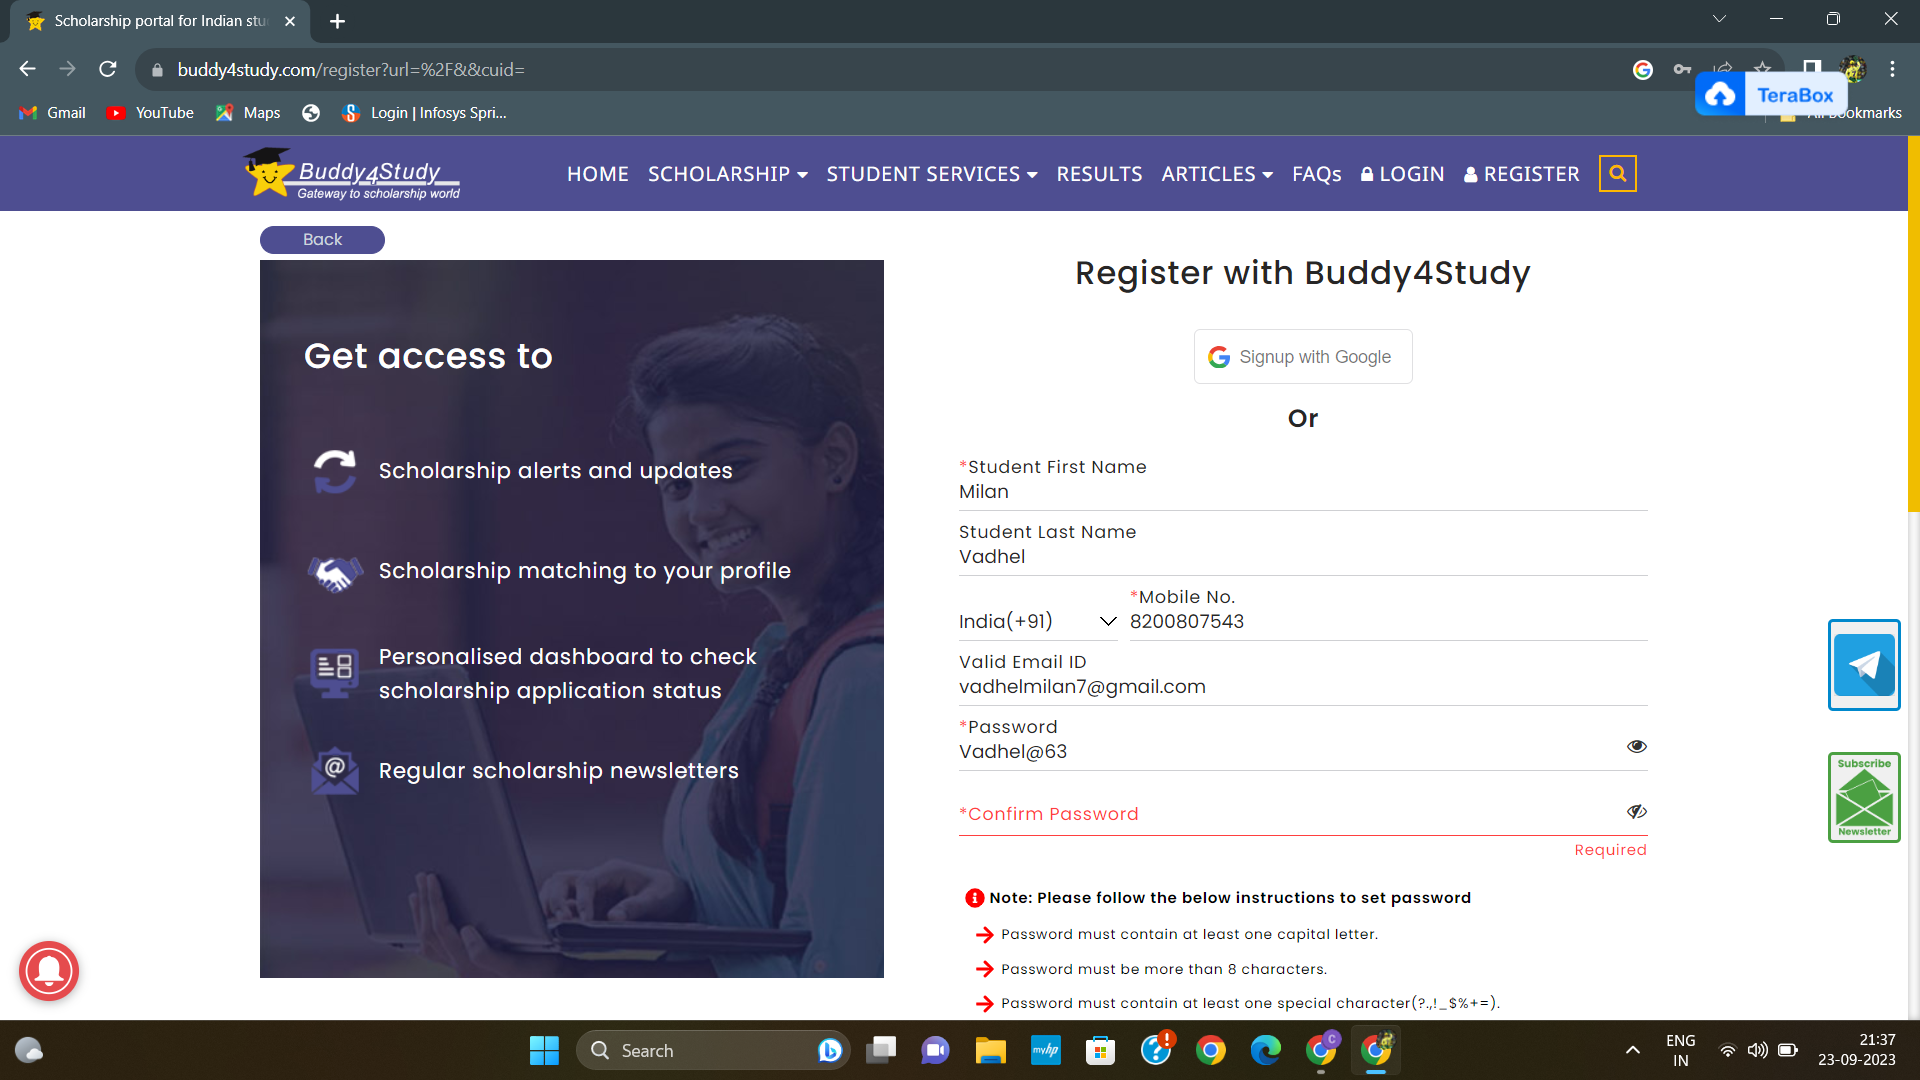 Scholarship portal for Indian stu
buddy4study.com/register?url=%2F&&cuid=
Gmail
YouTube
Maps
Login | Infosys Spri...
TeraBox
All Bookmarks
Buddy4Study
Gateway to scholarship world
HOME
SCHOLARSHIP
STUDENT SERVICES
RESULTS
ARTICLES
FAQs
LOGIN
REGISTER
Back
Get access to
Scholarship alerts and updates
Scholarship matching to your profile
Personalised dashboard to check
scholarship application status
@
Regular scholarship newsletters
Register with Buddy4Study
Signup with Google
Or
*Student First Name
Milan
Student Last Name
Vadhel
India(+91)
*Mobile No.
8200807543
Valid Email ID
vadhelmilan7@gmail.com
*Password
Vadhel@63
*Confirm Password
Required
Note: Please follow the below instructions to set password
Password must contain at least one capital letter.
Password must be more than 8 characters.
Password must contain at least one special character(?.,!_$%+=).
Subscribe
Newsletter
Search
myhp
C
ENG
IN
21:37
23-09-2023